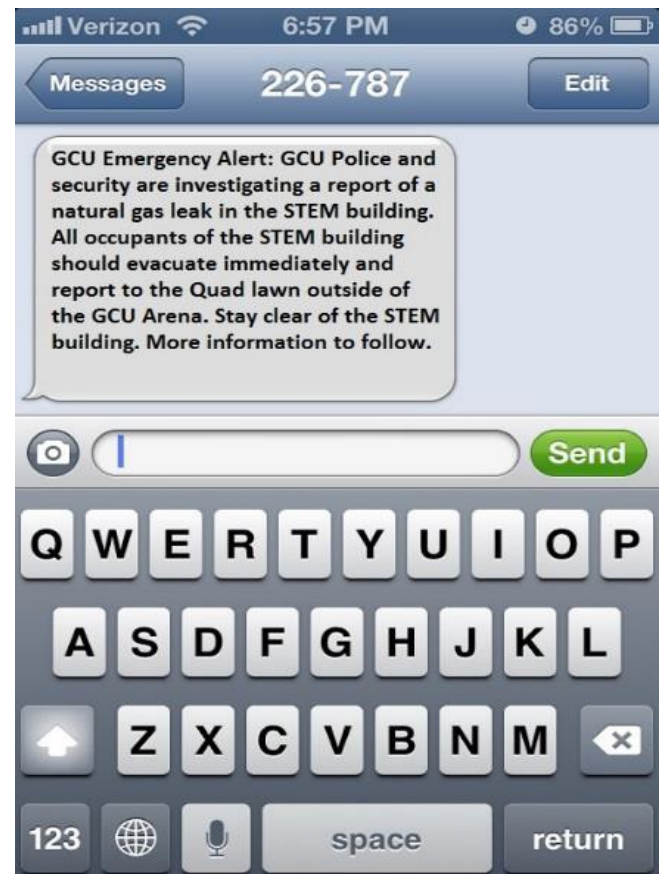 Verizon 6:57 PM 86%
Messages 226-787 Edit
GCU Emergency Alert: GCU Police and
security are investigating a report of a
natural gas leak in the STEM building.
All occupants of the STEM building
should evacuate immediately and
report to the Quad lawn outside of
the GCU Arena. Stay clear of the STEM
building. More information to follow.
Send
Q W E R T Y U I O P
A S D F G H J K L
Z X C V B N M
123 space return